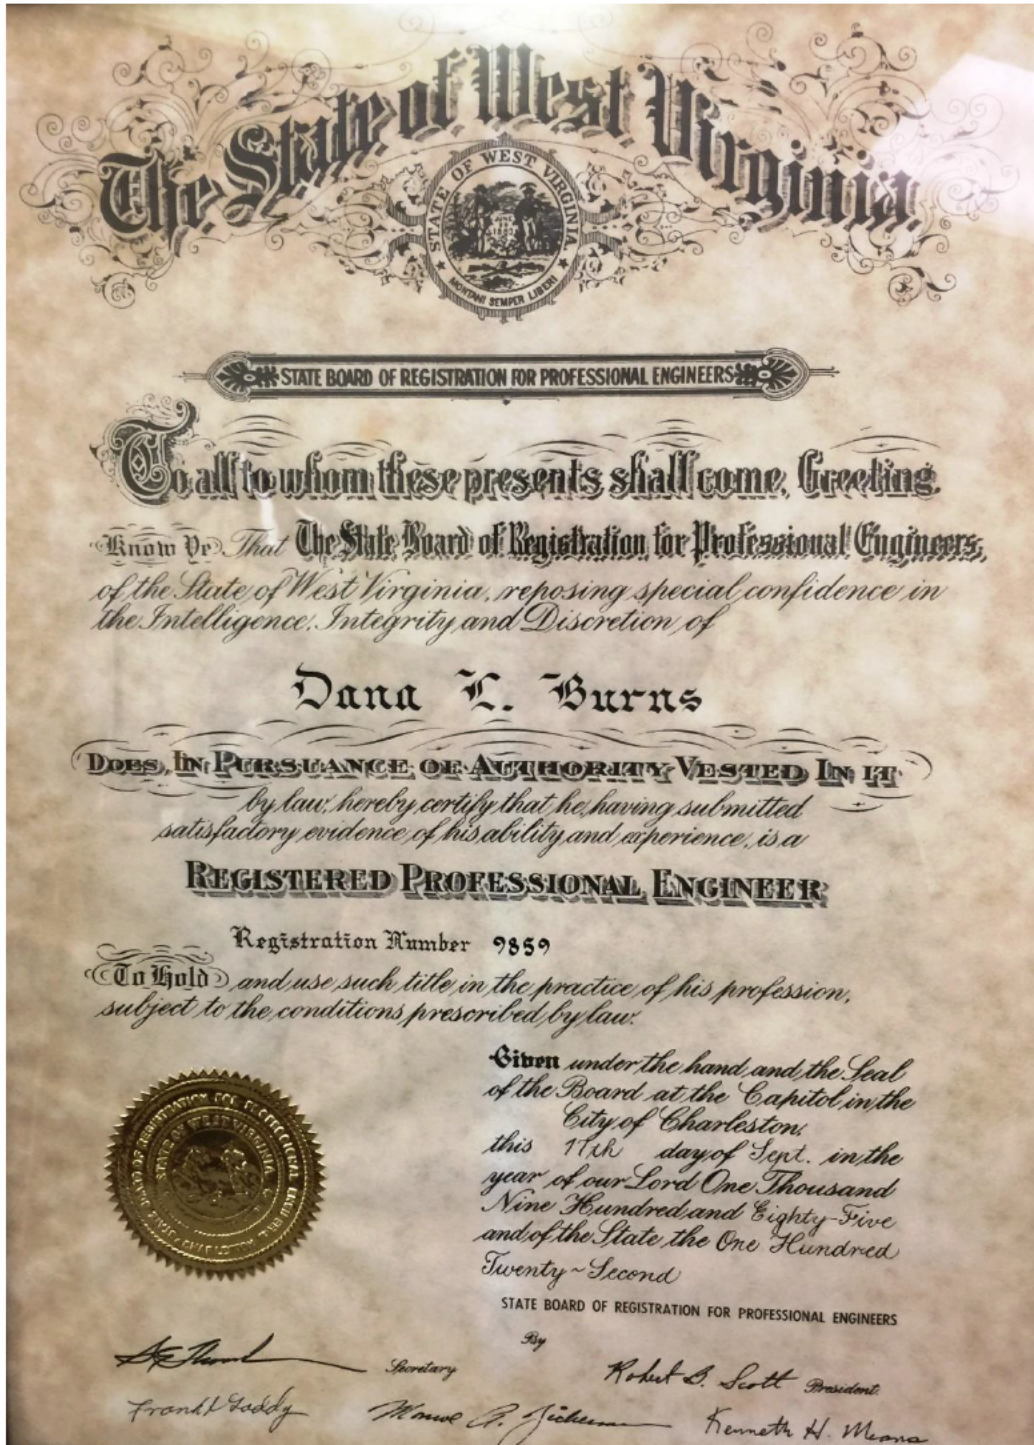 The State of West Virginia
STATE OF WEST VIRGINIA
MONTANI SEMPER LIBERI
STATE BOARD OF REGISTRATION FOR PROFESSIONAL ENGINEERS
To all to whom these presents shall come, Greeting.
Know Ye That The State Board of Registration for Professional Engineers,
of the State of West Virginia, reposing special confidence in
the Intelligence, Integrity and Discretion of
Dana L. Burns
DOES, IN PURSUANCE OF AUTHORITY VESTED IN IT
by law, hereby certify that he, having submitted
satisfactory evidence of his ability and experience, is a
REGISTERED PROFESSIONAL ENGINEER
Registration Number 9859
To Hold and use such title in the practice of his profession,
subject to the conditions prescribed by law.
Given under the hand and the Seal
of the Board at the Capitol in the
City of Charleston,
this 17th day of Sept. in the
year of our Lord One Thousand
Nine Hundred and Eighty-Five
and of the State the One Hundred
Twenty-Second
STATE BOARD OF REGISTRATION FOR PROFESSIONAL ENGINEERS
By
Secretary
Robert B. Scott President
Kenneth H. Means